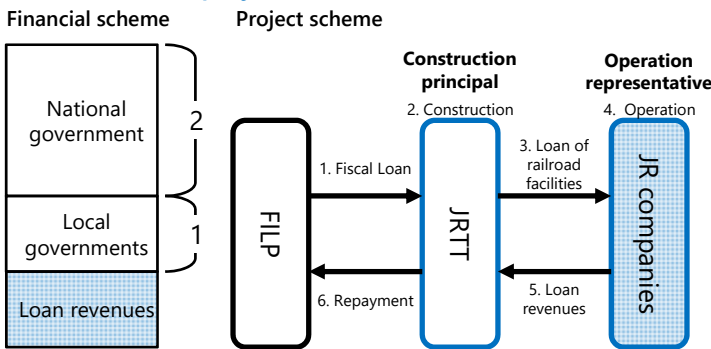 Financial scheme
Project scheme
National
government
2
Local
governments
1
Loan revenues
Construction
principal
2. Construction
Operation
representative
4. Operation
FILP
1. Fiscal Loan
6. Repayment
JRTT
3. Loan of
railroad
facilities
5. Loan
revenues
JR companies